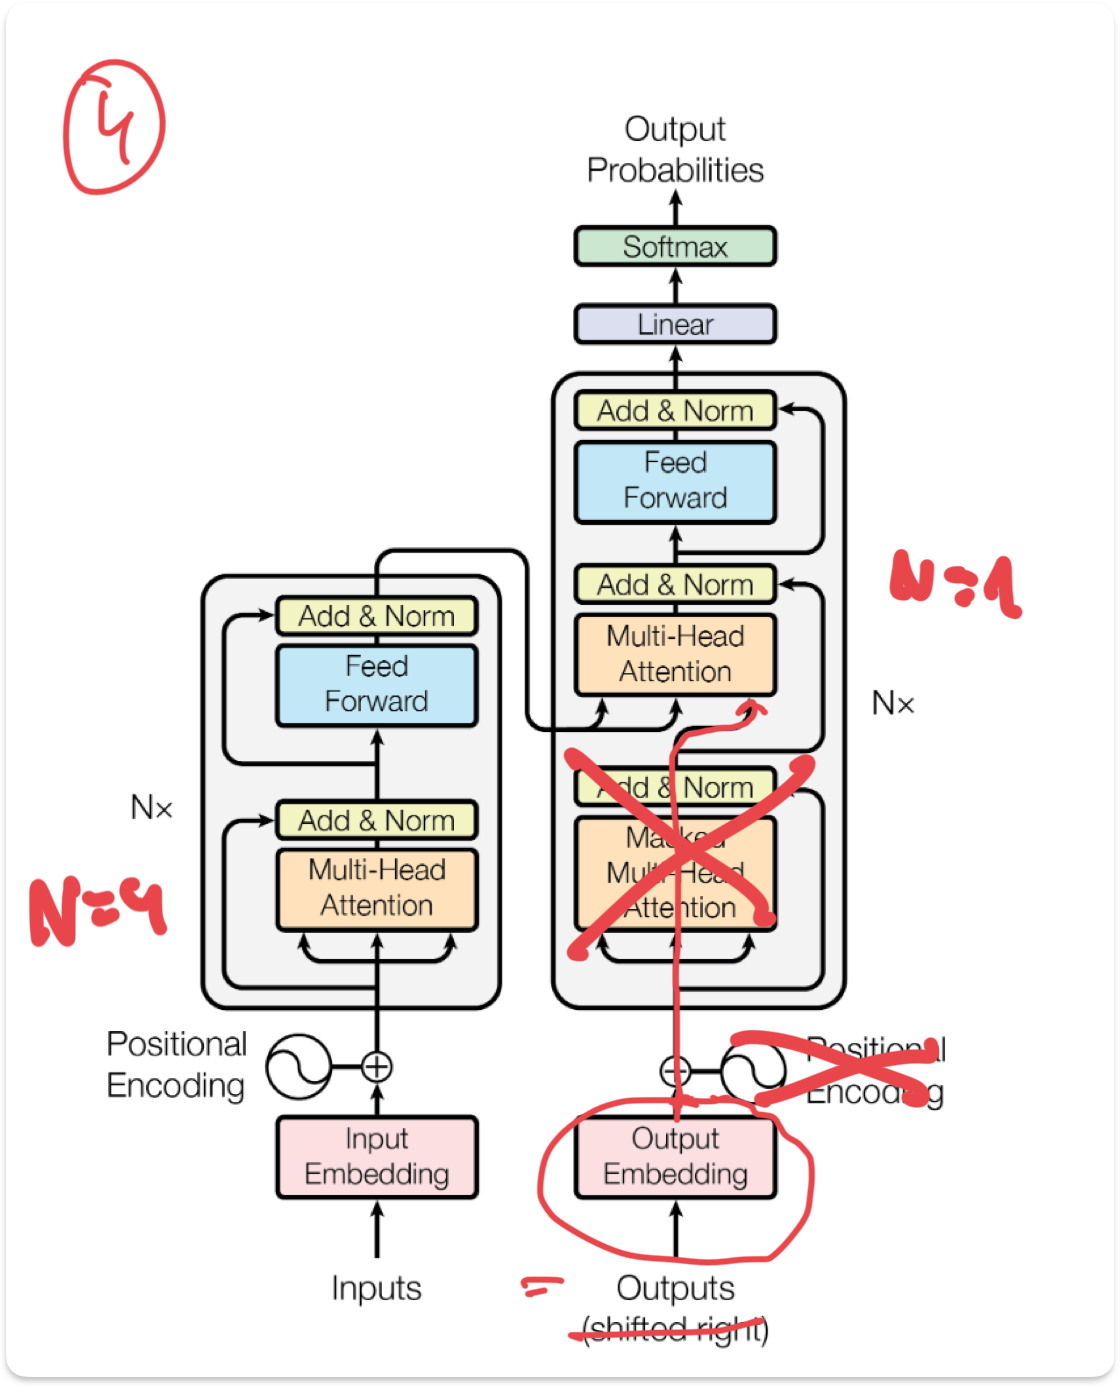 4
Output
Probabilities
Softmax
Linear
Add & Norm
Feed
Forward
Add & Norm
Multi-Head
Attention
N=1
Nx
Add & Norm
Masked
Multi-Head
Attention
Add & Norm
Feed
Forward
Nx
Add & Norm
Multi-Head
Attention
N=4
Positional
Encoding
Positional
Encoding
Input
Embedding
Output
Embedding
Inputs
= Outputs
(shifted right)